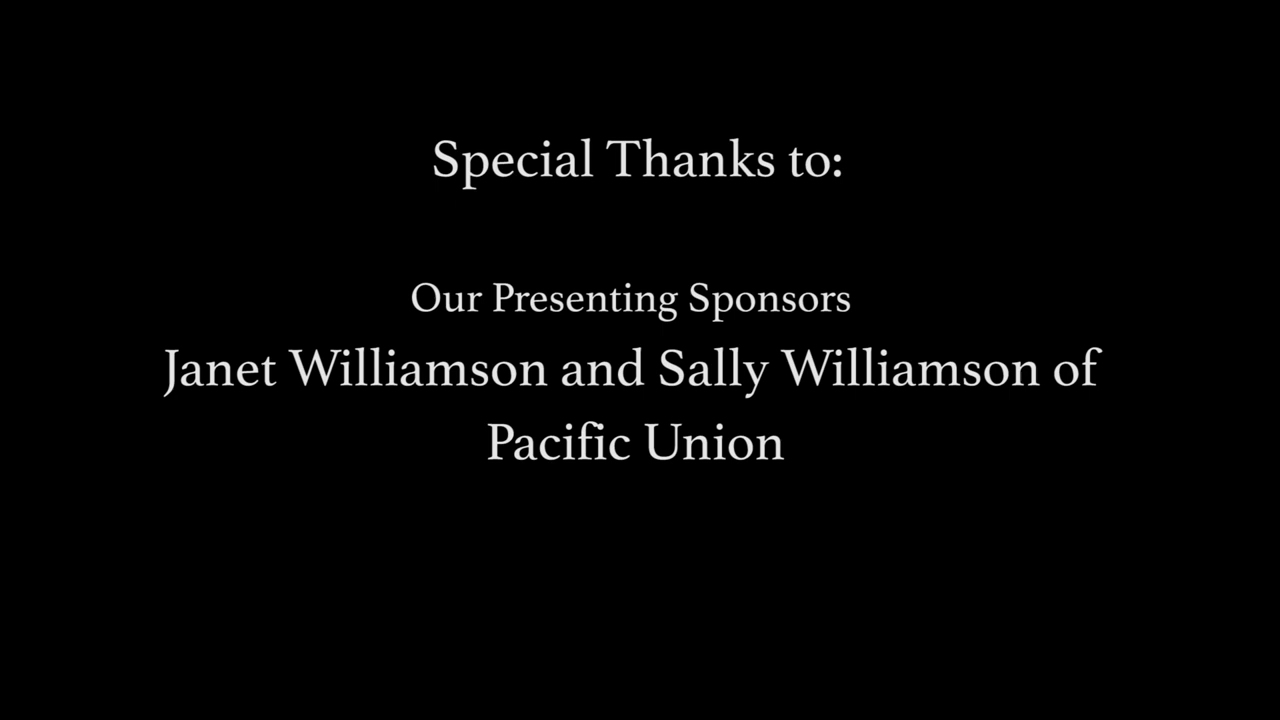 Special Thanks to:
Our Presenting Sponsors
Janet Williamson and Sally Williamson of
Pacific Union